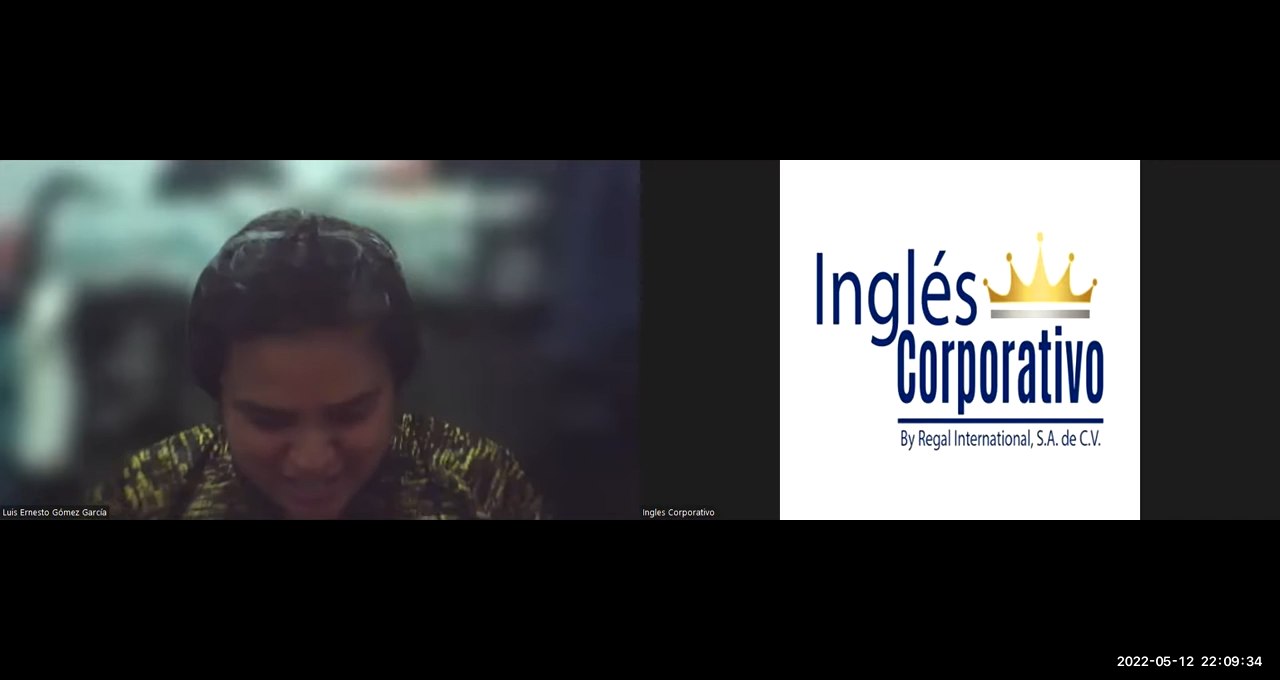 Inglés
Corporativo
By Regal International, S.A. de C.V.
Luis Ernesto Gómez García
Ingles Corporativo
2022-05-12 22:09:34